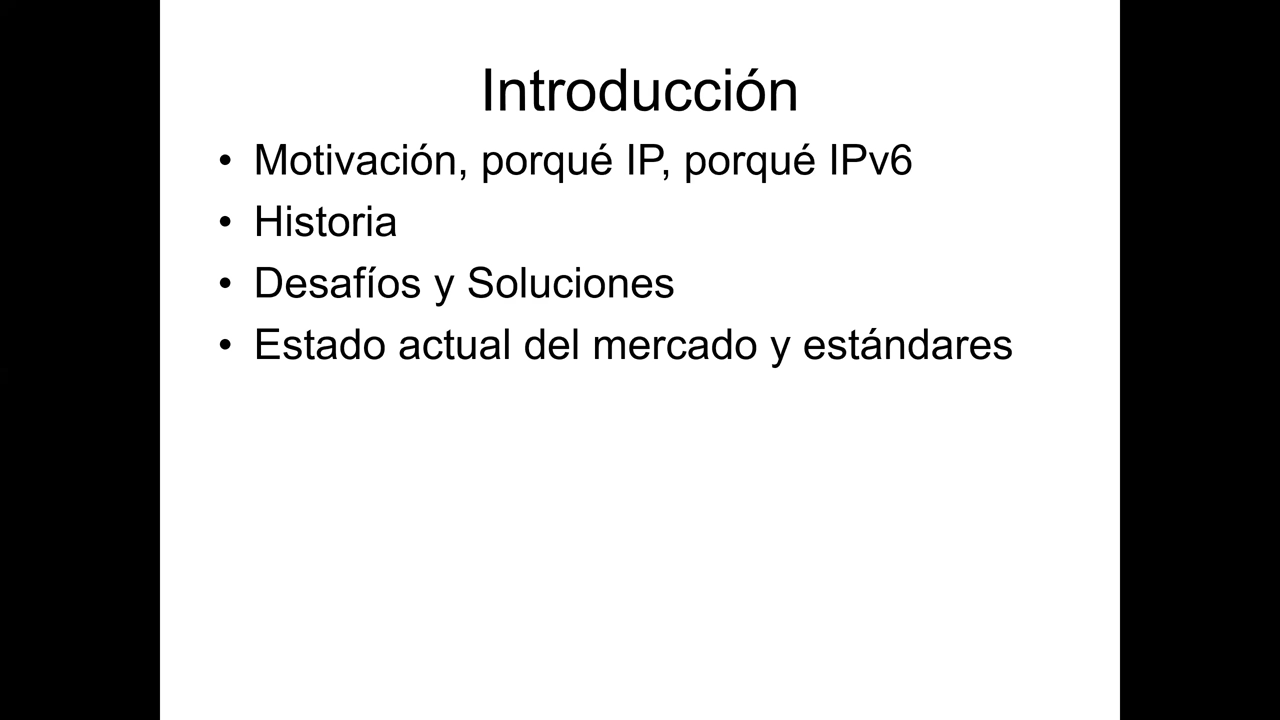 Introducción
• Motivación, porqué IP, porqué IPv6
• Historia
• Desafíos y Soluciones
• Estado actual del mercado y estándares